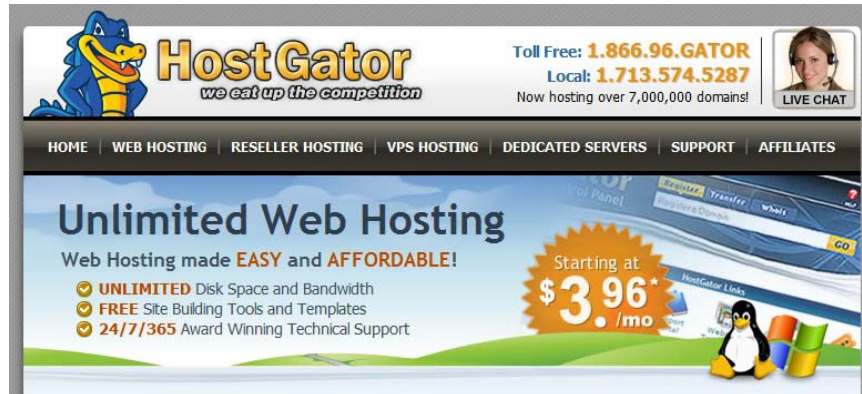 HostGator
we eat up the competition
Toll Free: 1.866.96.GATOR
Local: 1.713.574.5287
Now hosting over 7,000,000 domains!
LIVE CHAT
HOME | WEB HOSTING | RESELLER HOSTING | VPS HOSTING | DEDICATED SERVERS | SUPPORT | AFFILIATES
Unlimited Web Hosting
Web Hosting made EASY and AFFORDABLE!
UNLIMITED Disk Space and Bandwidth
FREE Site Building Tools and Templates
24/7/365 Award Winning Technical Support
Starting at
$3.96*
/mo
Register Transfer WhoIs
Register a Domain
GO
HostGator Links